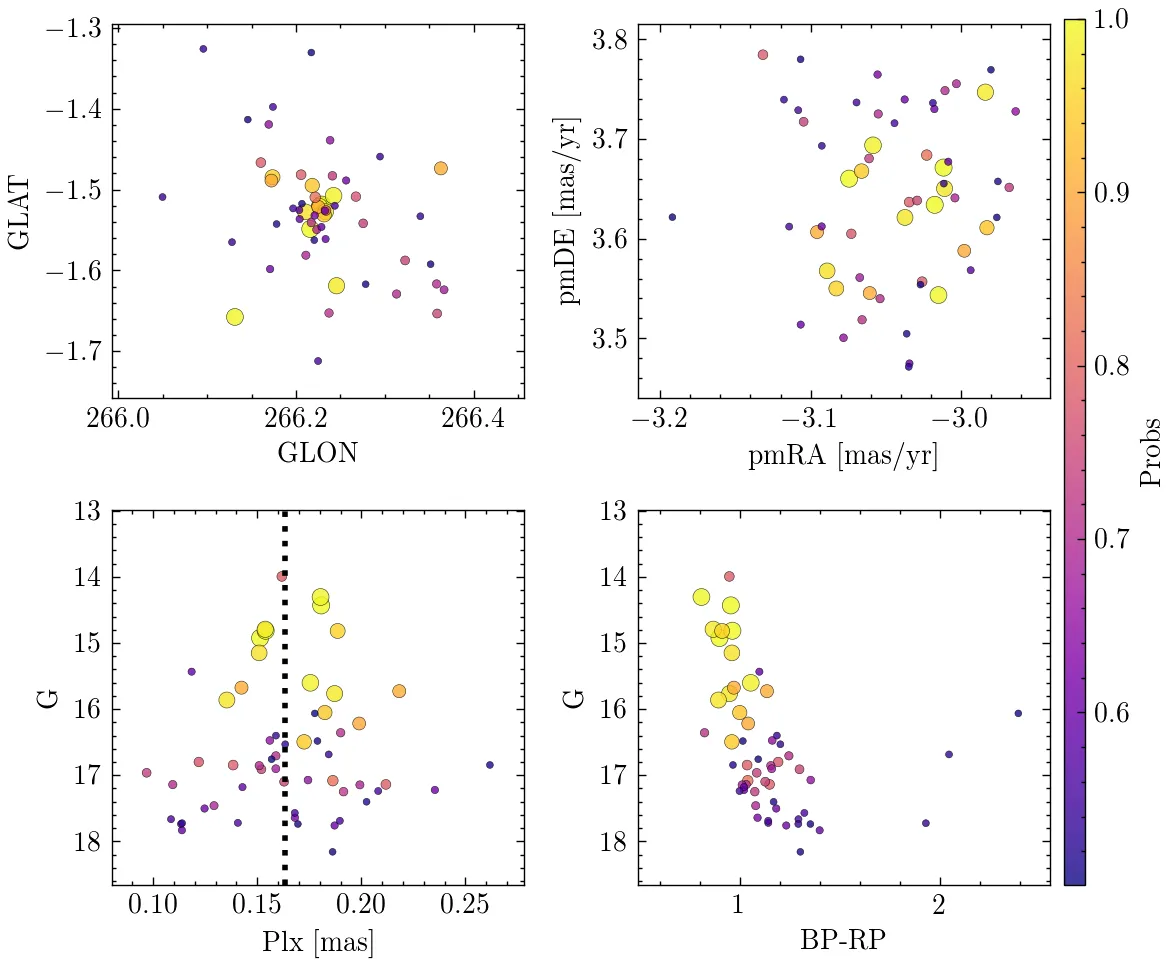 −1.3
−1.4
−1.5
−1.6
−1.7
GLAT
266.0 266.2 266.4
GLON
3.8
3.7
3.6
3.5
pmDE [mas/yr]
−3.2 −3.1 −3.0
pmRA [mas/yr]
1.0
0.9
0.8
0.7
0.6
Probs
13
14
15
16
17
18
G
0.10 0.15 0.20 0.25
Plx [mas]
13
14
15
16
17
18
G
1 2
BP-RP